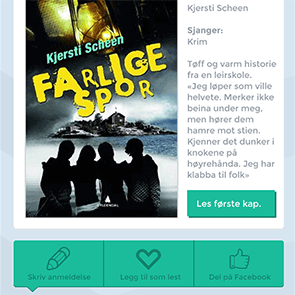 Kjersti Scheen
FARLIGE
SPOR
GYLDENDAL
Kjersti Scheen
Sjanger:
Krim
Tøff og varm historie
fra en leirskole.
«Jeg løper som ville
helvete. Merker ikke
beina under meg,
men hører dem
hamre mot stien.
Kjenner det dunker i
knokene på
høyrehånda. Jeg har
klabba til folk»
Les første kap.
Skriv anmeldelse
Legg til som lest
Del på Facebook